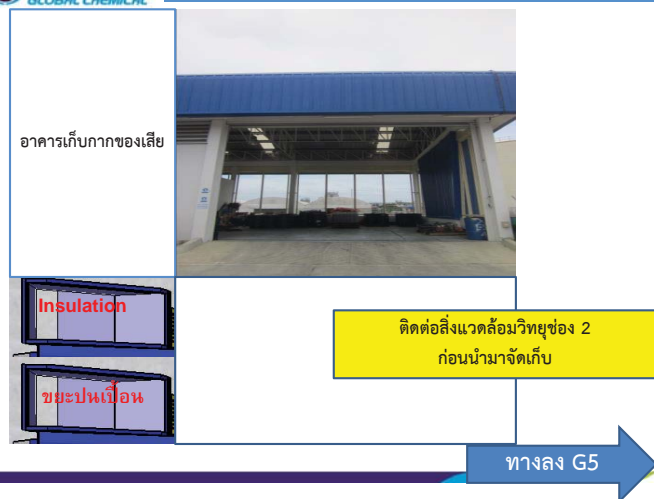 GLOBAL CHEMICAL
อาคารเก็บกากของเสีย
Insulation
ขยะปนเปื้อน
ติดต่อสิ่งแวดล้อมวิทยุช่อง 2
ก่อนนำมาจัดเก็บ
ทางลง G5